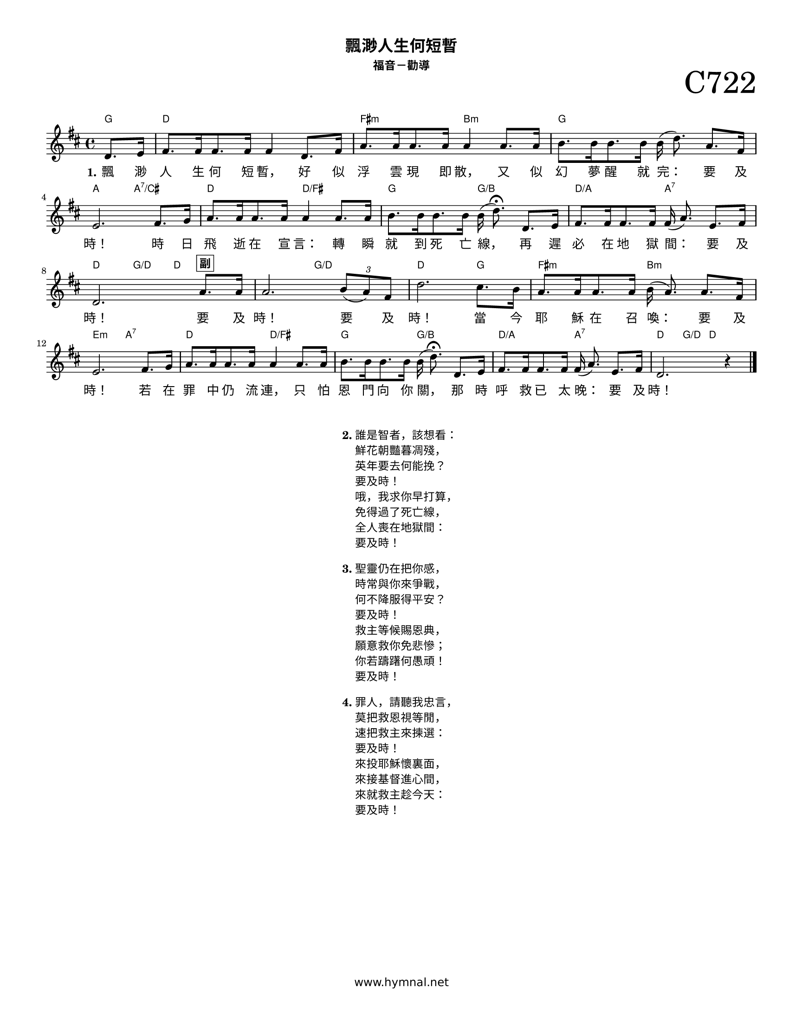 飄渺人生何短暫
福音－勸導
C722
G D F♯m Bm G
1. 飄 渺 人 生何 短暫， 好 似 浮 雲現 即散， 又 似 幻 夢醒 就 完： 要 及
A A7/C♯ D D/F♯ G G/B D/A A7
4
時！ 時 日 飛 逝在 宣言： 轉 瞬 就 到死 亡 線， 再 遲 必 在地 獄 間： 要 及
D G/D D 副 G/D D G F♯m Bm
8
3
時！ 要 及 時！ 要 及 時！ 當 今 耶 穌在 召 喚： 要 及
Em A7 D D/F♯ G G/B D/A A7 D G/D D
12
時！ 若 在 罪 中仍 流連， 只 怕 恩 門向 你 關， 那 時 呼 救已 太 晚： 要 及 時！
2. 誰是智者，該想看：
鮮花朝豔暮凋殘，
英年要去何能挽？
要及時！
哦，我求你早打算，
免得過了死亡線，
全人喪在地獄間：
要及時！
3. 聖靈仍在把你感，
時常與你來爭戰，
何不降服得平安？
要及時！
救主等候賜恩典，
願意救你免悲慘；
你若躊躇何愚頑！
要及時！
4. 罪人，請聽我忠言，
莫把救恩視等閒，
速把救主來揀選：
要及時！
來投耶穌懷裏面，
來接基督進心間，
來就救主趁今天：
要及時！
www.hymnal.net